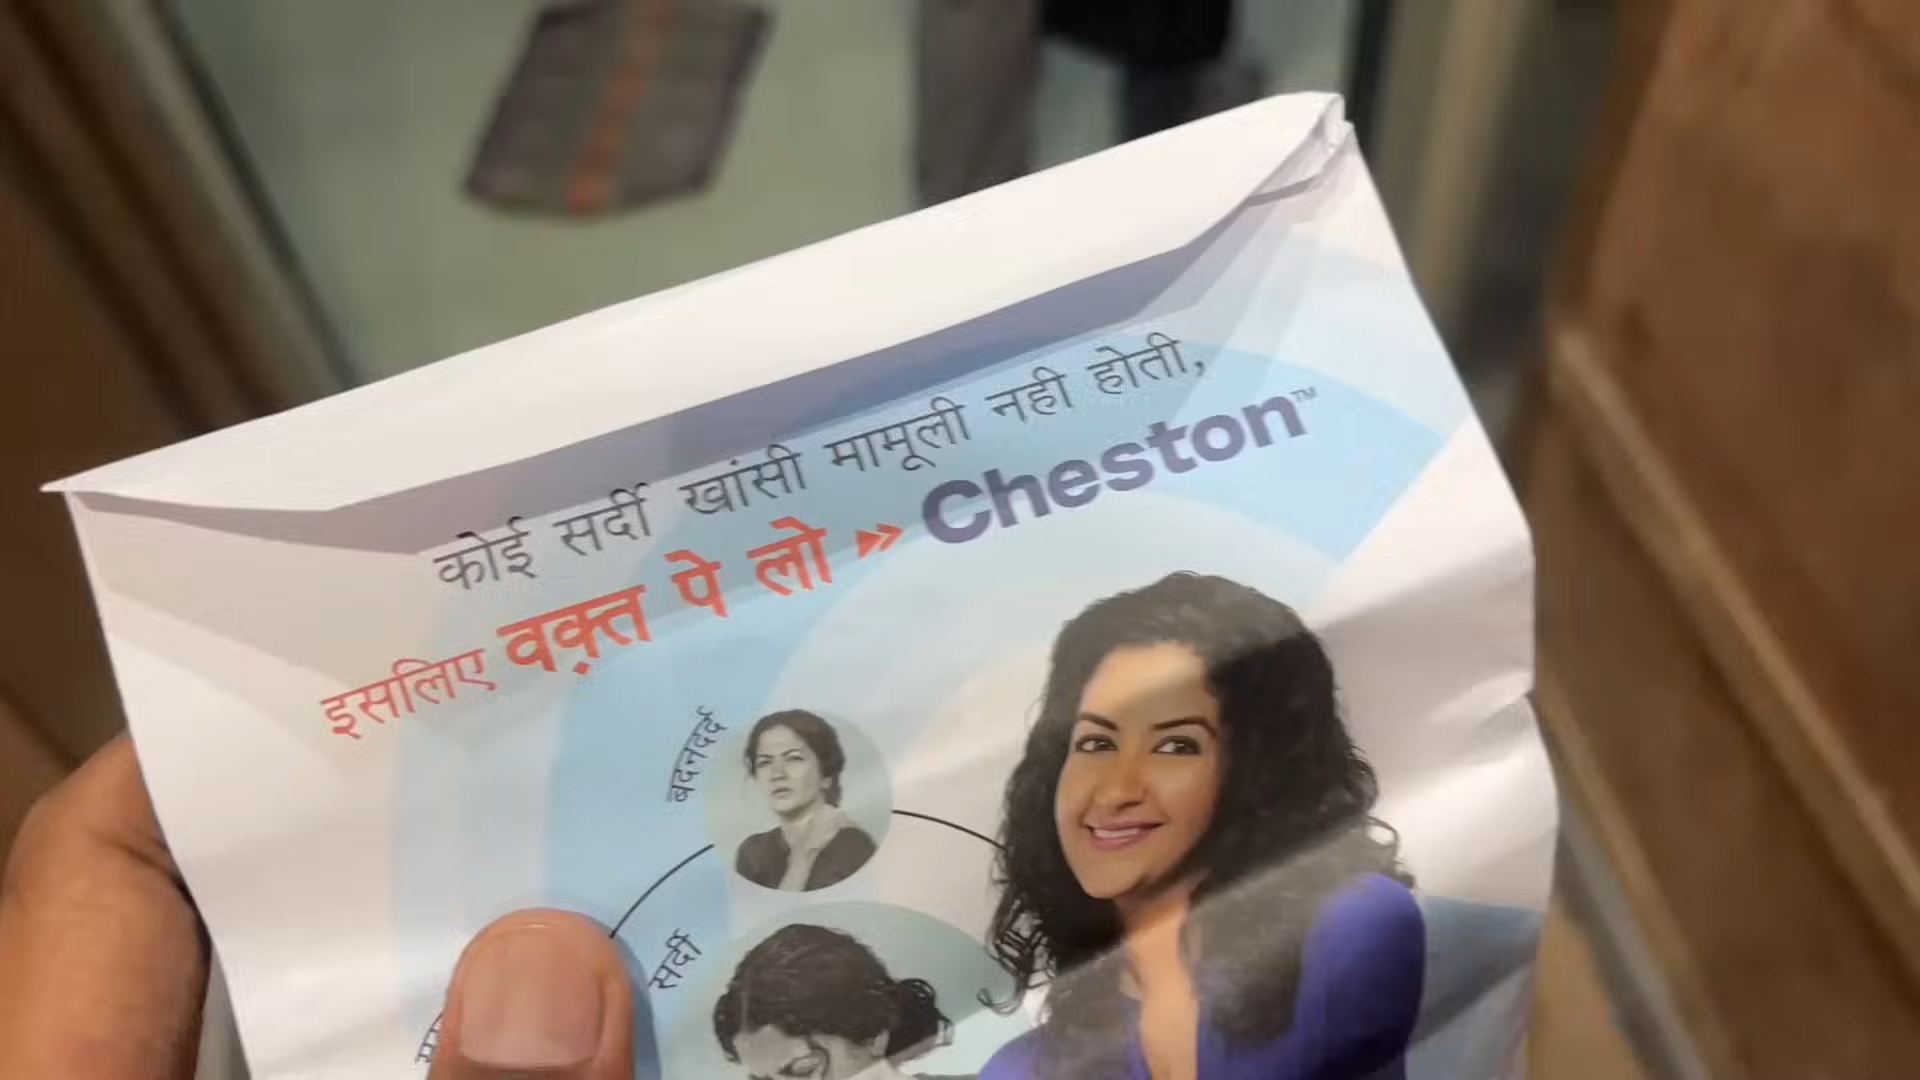 कोई सर्दी खांसी मामूली नही होती,
इसलिए वक़्त पे लो » Cheston™
बदनदर्द
सर्दी